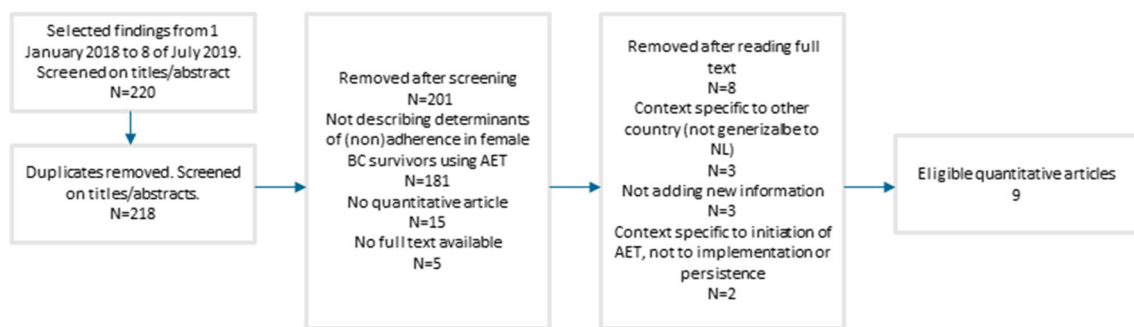 Selected findings from 1
January 2018 to 8 of July 2019.
Screened on titles/abstract
N=220
Duplicates removed. Screened
on titles/abstracts.
N=218
Removed after screening
N=201
Not describing determinants
of (non)adherence in female
BC survivors using AET
N=181
No quantitative article
N=15
No full text available
N=5
Removed after reading full
text
N=8
Context specific to other
country (not generizalbe to
NL)
N=3
Not adding new information
N=3
Context specific to initiation of
AET, not to implementation or
persistence
N=2
Eligible quantitative articles
9